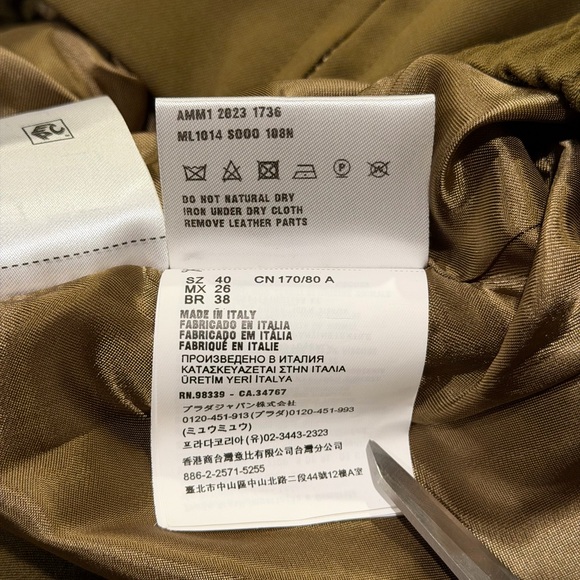 AMM1 2023 1736
ML1014 S000 108N
DO NOT NATURAL DRY
IRON UNDER DRY CLOTH
REMOVE LEATHER PARTS
SZ 40 CN 170/80 A
MX 26
BR 38
MADE IN ITALY
FABRICADO EN ITALIA
FABRICADO EM ITÁLIA
FABRIQUÉ EN ITALIE
ПРОИЗВЕДЕНО В ИТАЛИЯ
ΚΑΤΑΣΚΕΥΑΖΕΤΑΙ ΣΤΗΝ ΙΤΑΛΙΑ
ÜRETİM YERİ İTALYA
RN.98339 - CA.34767
プラダジャパン株式会社
0120-451-913 (プラダ) 0120-451-993
(ミュウミュウ)
프라다코리아 (유) 02-3443-2323
香港商台灣壹比有限公司台灣分公司
886-2-2571-5255
臺北市中山區中山北路二段44號12樓A室